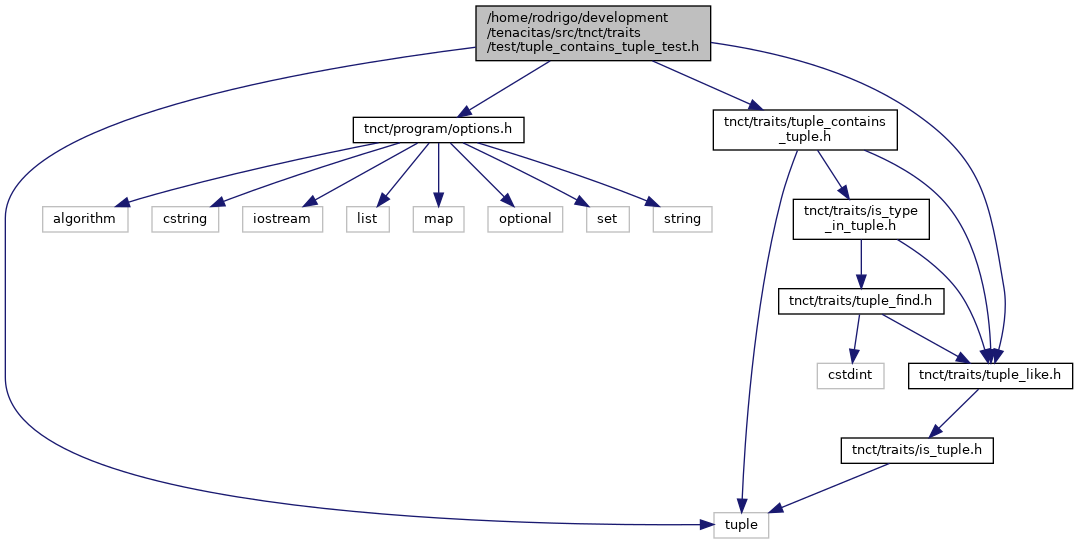 /home/rodrigo/development
/tenacitas/src/tnct/traits
/test/tuple_contains_tuple_test.h
tnct/program/options.h
tnct/traits/tuple_contains
_tuple.h
algorithm
cstring
iostream
list
map
optional
set
string
tnct/traits/is_type
_in_tuple.h
tnct/traits/tuple_find.h
cstdint
tnct/traits/tuple_like.h
tnct/traits/is_tuple.h
tuple